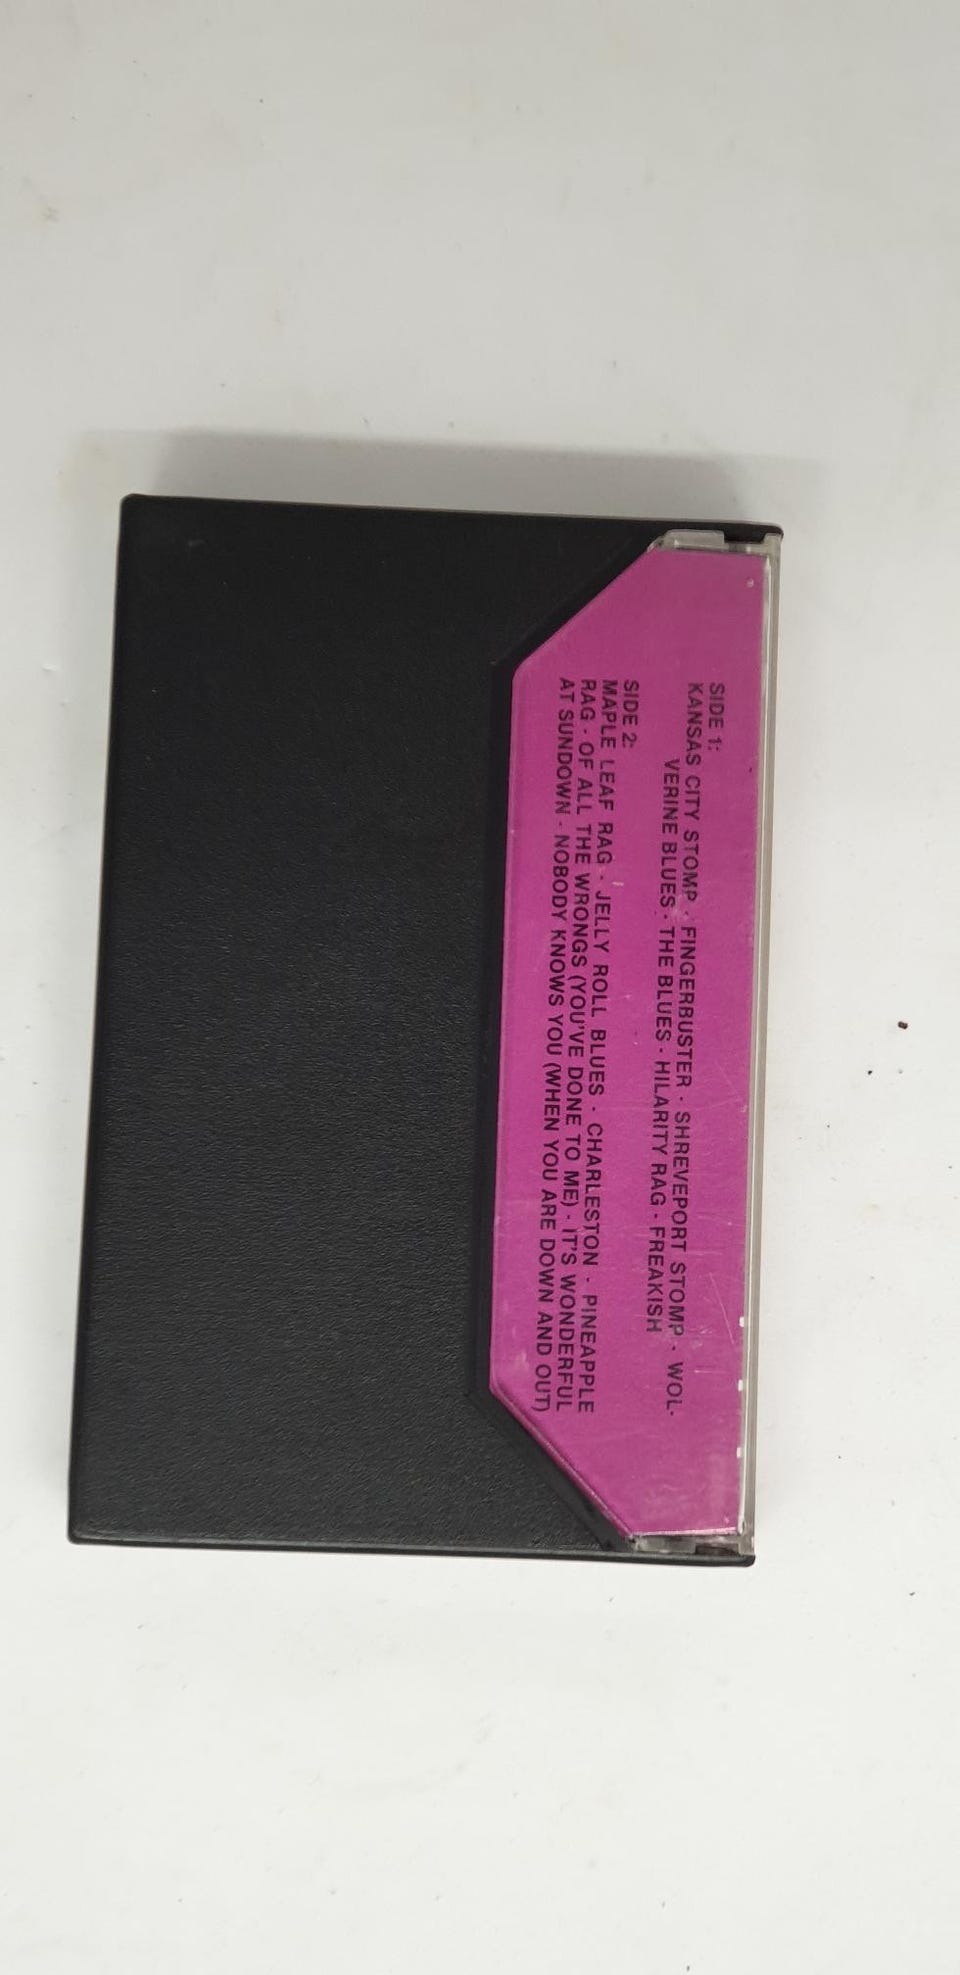 SIDE 1:
KANSAS CITY STOMP · FINGERBUSTER · SHREVEPORT STOMP · WOL-
VERINE BLUES · THE BLUES · HILARITY RAG · FREAKISH
SIDE 2:
MAPLE LEAF RAG · JELLY ROLL BLUES · CHARLESTON · PINEAPPLE
RAG · OF ALL THE WRONGS (YOU'VE DONE TO ME) · IT'S WONDERFUL
AT SUNDOWN · NOBODY KNOWS YOU (WHEN YOU ARE DOWN AND OUT)